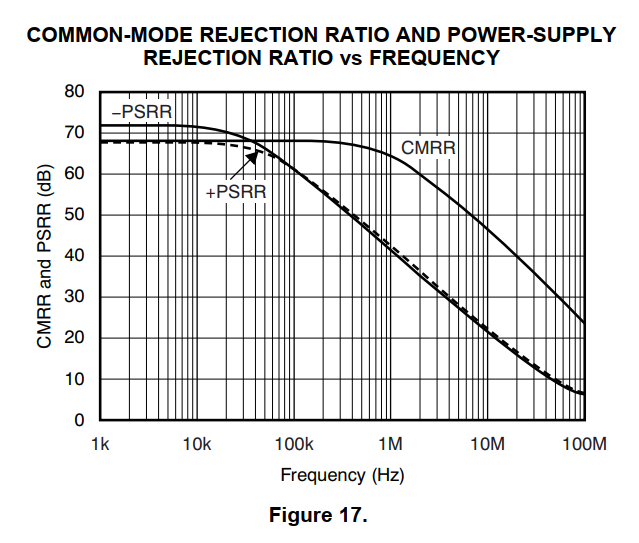 COMMON-MODE REJECTION RATIO AND POWER-SUPPLY
REJECTION RATIO vs FREQUENCY
CMRR and PSRR (dB)
80
70
60
50
40
30
20
10
0
–PSRR
CMRR
+PSRR
1k 10k 100k 1M 10M 100M
Frequency (Hz)
Figure 17.